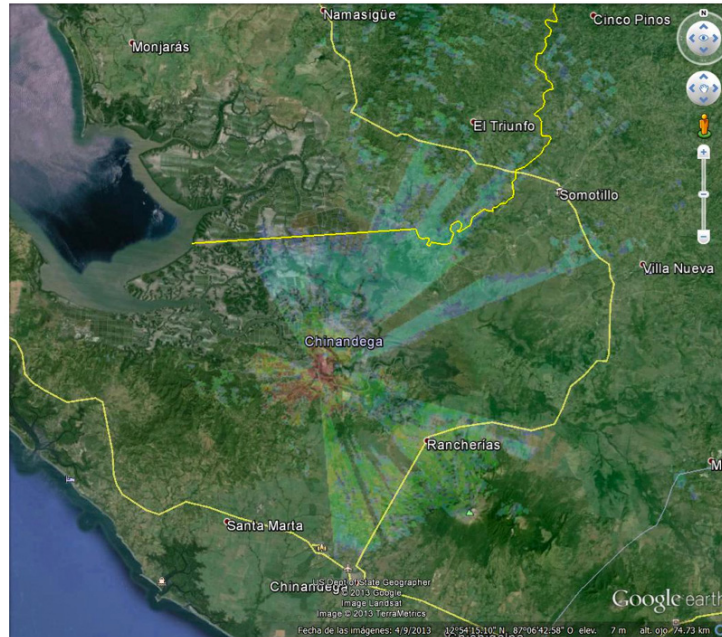 Namasigüe
Cinco Pinos
N
Monjarás
El Triunfo
Somotillo
Villa Nueva
Chinandega
Rancherías
M
Santa Marta
Chinandega
US Dept of State Geographer
© 2013 Google
Image Landsat
Image © 2013 TerraMetrics
Google earth
Fecha de las imágenes: 4/9/2013 12°54'15.10" N 87°06'42.58" O elev. 7 m alt. ojo 74.73 km